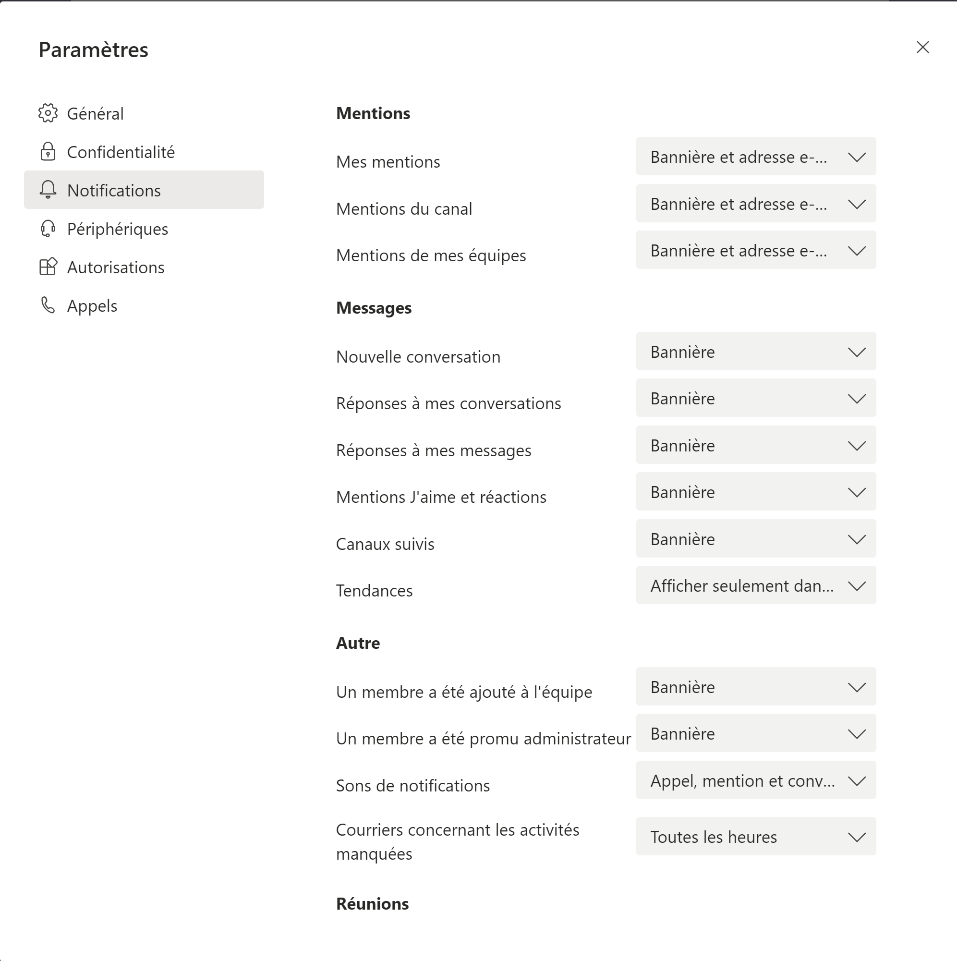 Paramètres
Général
Confidentialité
Notifications
Périphériques
Autorisations
Appels
Mentions
Mes mentions Bannière et adresse e-...
Mentions du canal Bannière et adresse e-...
Mentions de mes équipes Bannière et adresse e-...
Messages
Nouvelle conversation Bannière
Réponses à mes conversations Bannière
Réponses à mes messages Bannière
Mentions J'aime et réactions Bannière
Canaux suivis Bannière
Tendances Afficher seulement dan...
Autre
Un membre a été ajouté à l'équipe Bannière
Un membre a été promu administrateur Bannière
Sons de notifications Appel, mention et conv...
Courriers concernant les activités
manquées Toutes les heures
Réunions